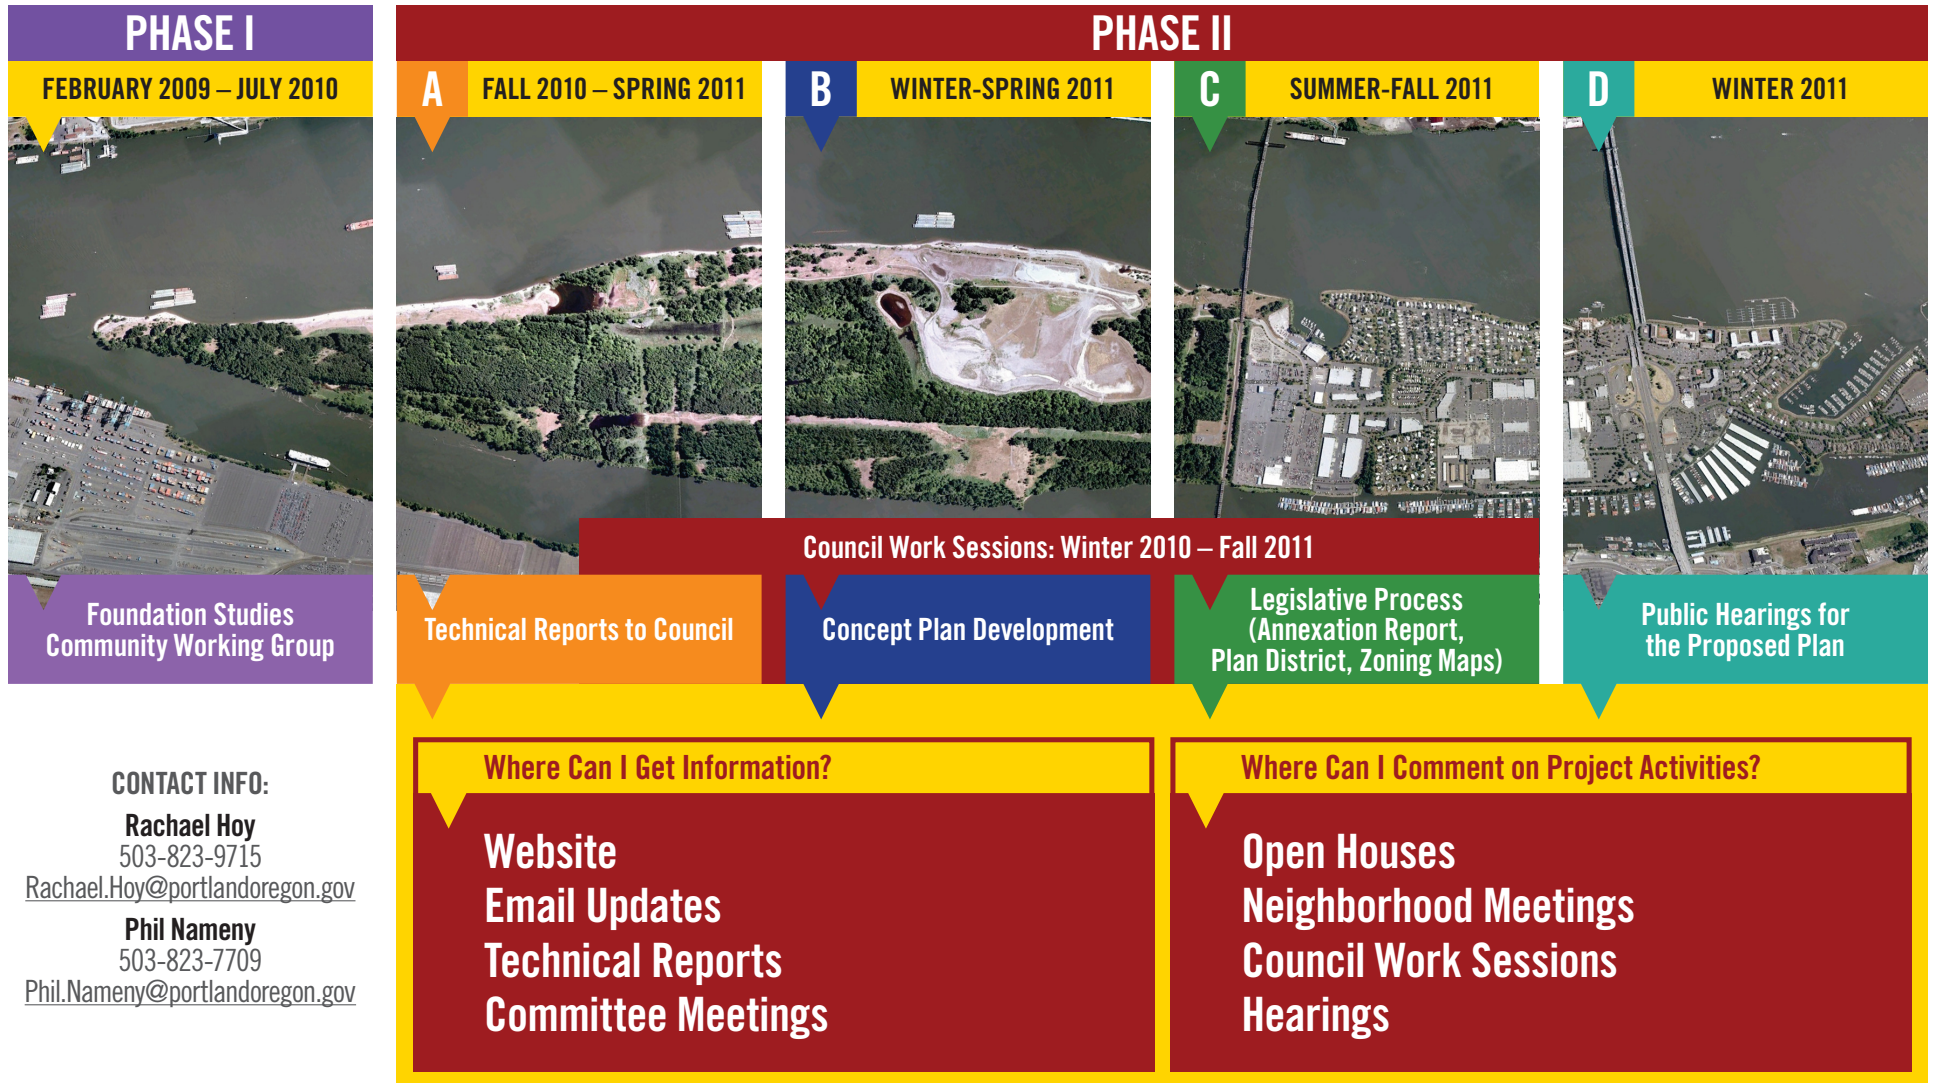 PHASE I
FEBRUARY 2009 – JULY 2010
Foundation Studies
Community Working Group
PHASE II
A
FALL 2010 – SPRING 2011
B
WINTER-SPRING 2011
C
SUMMER-FALL 2011
D
WINTER 2011
Council Work Sessions: Winter 2010 – Fall 2011
Technical Reports to Council
Concept Plan Development
Legislative Process
(Annexation Report,
Plan District, Zoning Maps)
Public Hearings for
the Proposed Plan
CONTACT INFO:
Rachael Hoy
503-823-9715
Rachael.Hoy@portlandoregon.gov
Phil Nameny
503-823-7709
Phil.Nameny@portlandoregon.gov
Where Can I Get Information?
Website
Email Updates
Technical Reports
Committee Meetings
Where Can I Comment on Project Activities?
Open Houses
Neighborhood Meetings
Council Work Sessions
Hearings